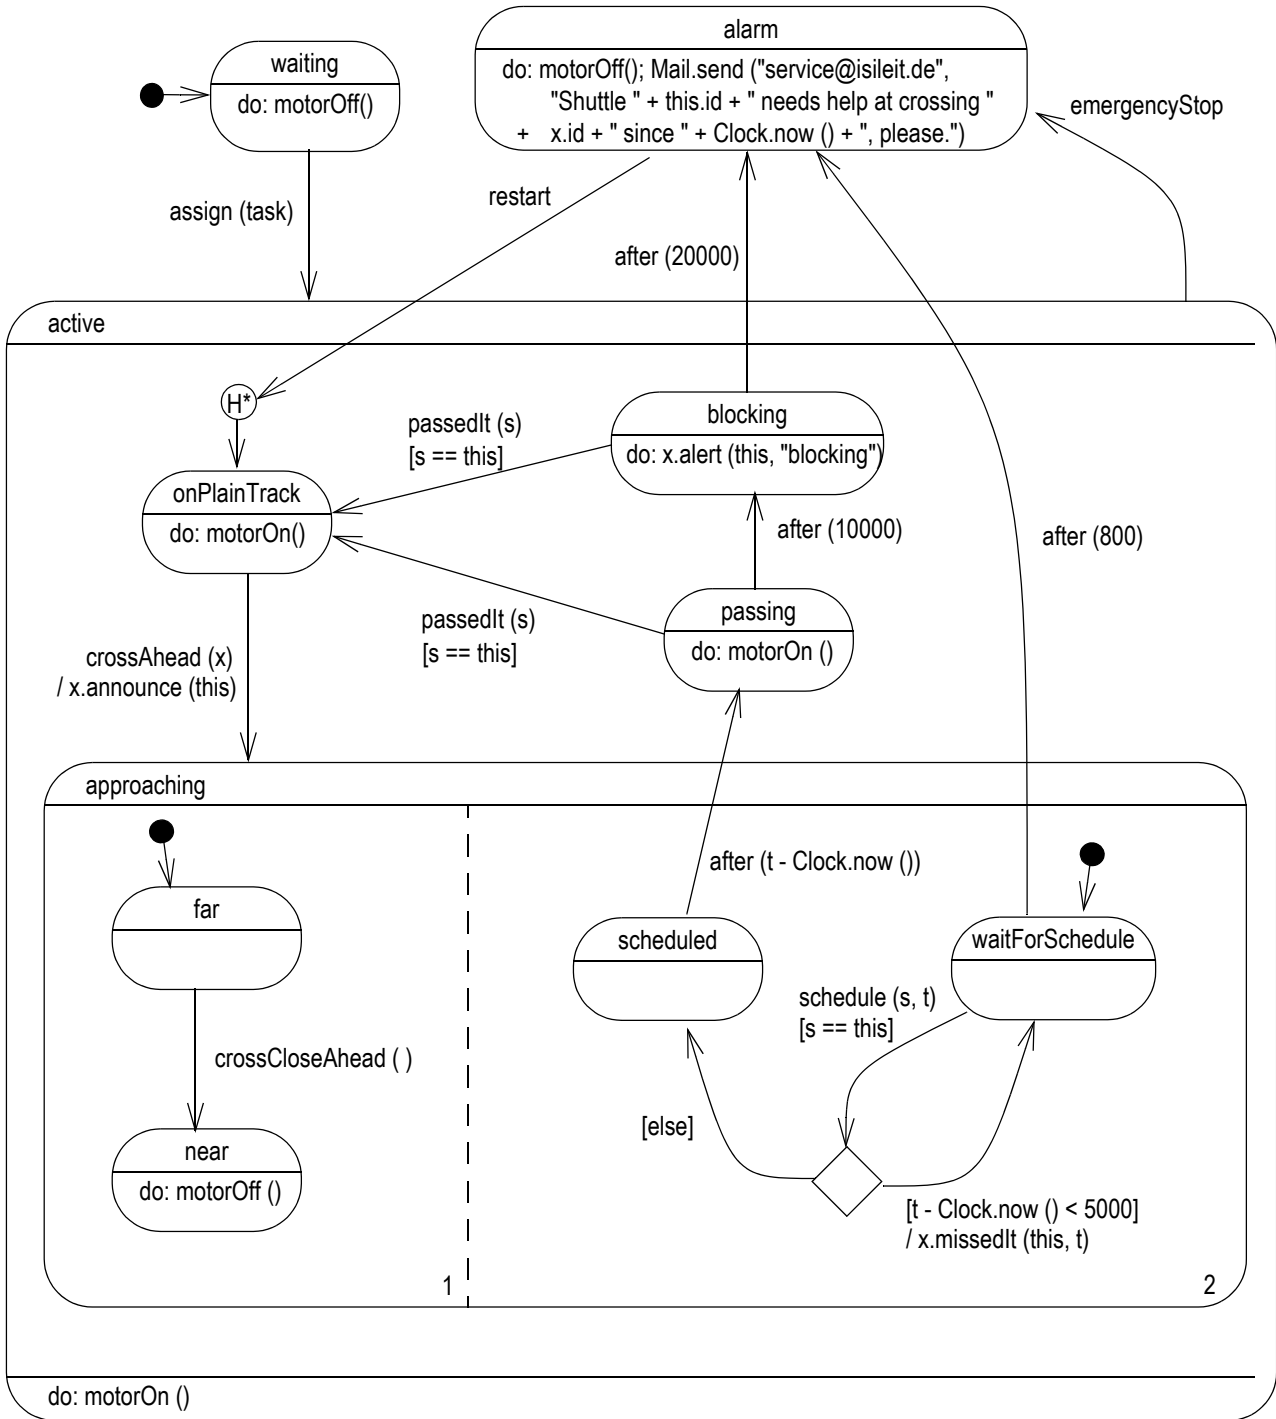 alarm
do: motorOff(); Mail.send ("service@isileit.de",
"Shuttle " + this.id + " needs help at crossing "
+ x.id + " since " + Clock.now () + ", please.")
waiting
do: motorOff()
emergencyStop
assign (task)
restart
after (20000)
active
H*
blocking
do: x.alert (this, "blocking")
passedIt (s)
[s == this]
onPlainTrack
do: motorOn()
after (10000)
after (800)
passing
do: motorOn ()
passedIt (s)
[s == this]
crossAhead (x)
/ x.announce (this)
approaching
after (t - Clock.now ())
far
scheduled
waitForSchedule
schedule (s, t)
[s == this]
crossCloseAhead ( )
[else]
near
do: motorOff ()
[t - Clock.now () < 5000]
/ x.missedIt (this, t)
1
2
do: motorOn ()